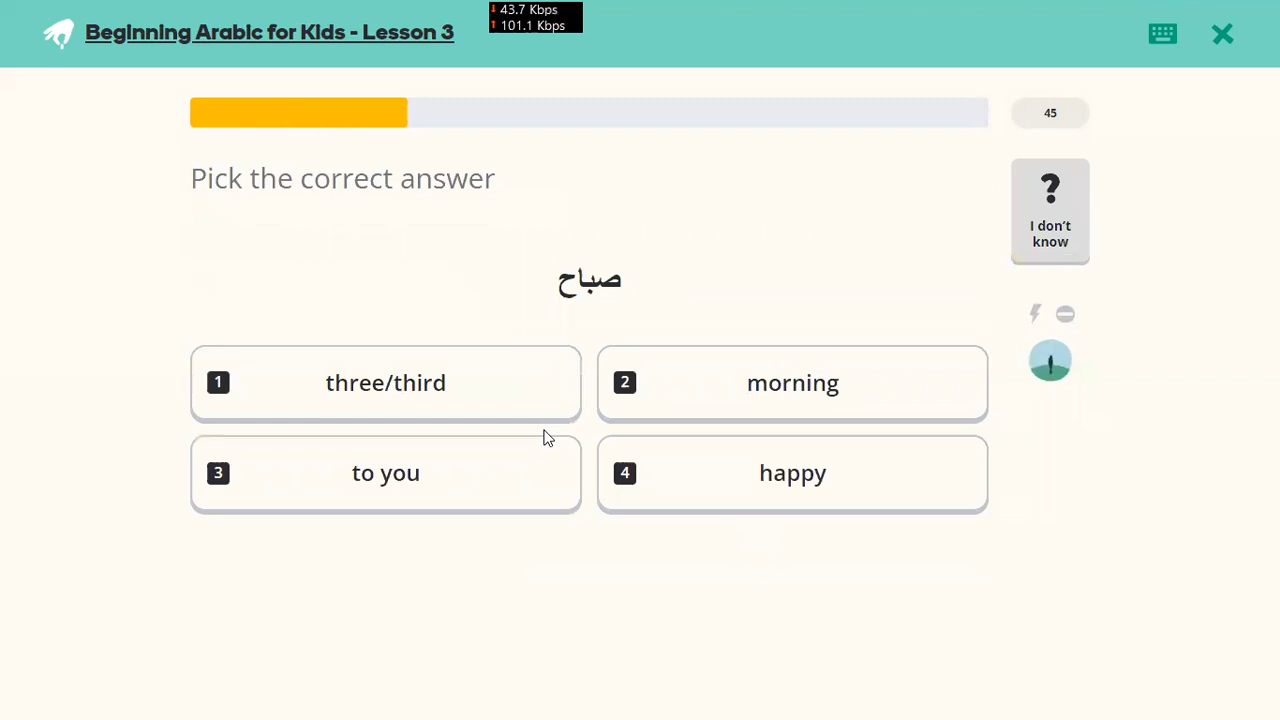 Beginning Arabic for Kids - Lesson 3
43.7 Kbps
101.1 Kbps
45
Pick the correct answer
?
I don't
know
صباح
1 three/third
2 morning
3 to you
4 happy